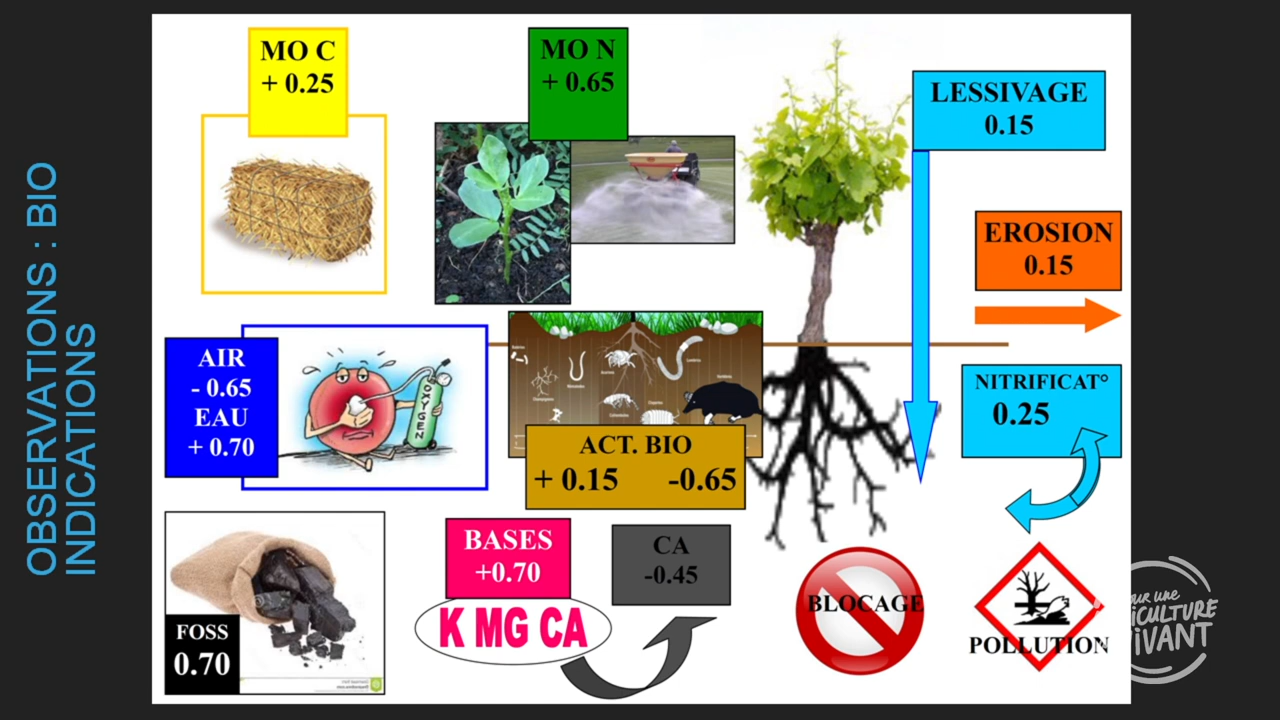 OBSERVATIONS : BIO
INDICATIONS
MO C
+ 0.25
MO N
+ 0.65
LESSIVAGE
0.15
EROSION
0.15
AIR
- 0.65
EAU
+ 0.70
OXYGEN
ACT. BIO
+ 0.15 -0.65
NITRIFICAT°
0.25
FOSS
0.70
BASES
+0.70
K MG CA
CA
-0.45
BLOCAGE
POLLUTION